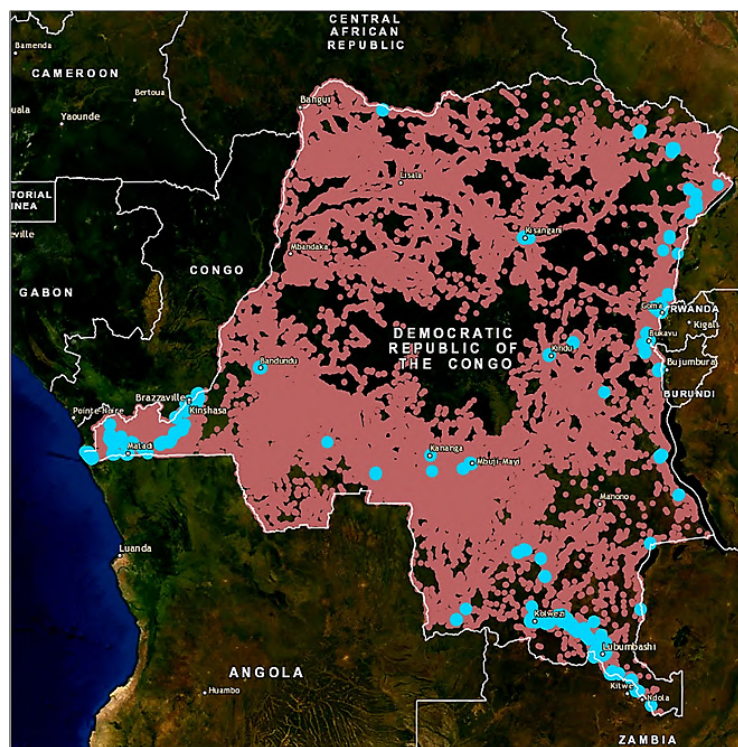 CENTRAL
AFRICAN
REPUBLIC
Bamenda
CAMEROON
Bertoua
uala
Yaounde
Bangui
Lisala
TORIAL
INEA
Kisangani
eville
Mbandaka
CONGO
GABON
Goma
RWANDA
Kigali
DEMOCRATIC
REPUBLIC OF
THE CONGO
Bukavu
Kindu
Bandundu
Bujumbura
BURUNDI
Brazzaville
Kinshasa
Pointe-Noire
Matadi
Kananga
Mbuji-Mayi
Manono
Luanda
Kolwezi
Lubumbashi
ANGOLA
Huambo
Kitwe
Ndola
ZAMBIA